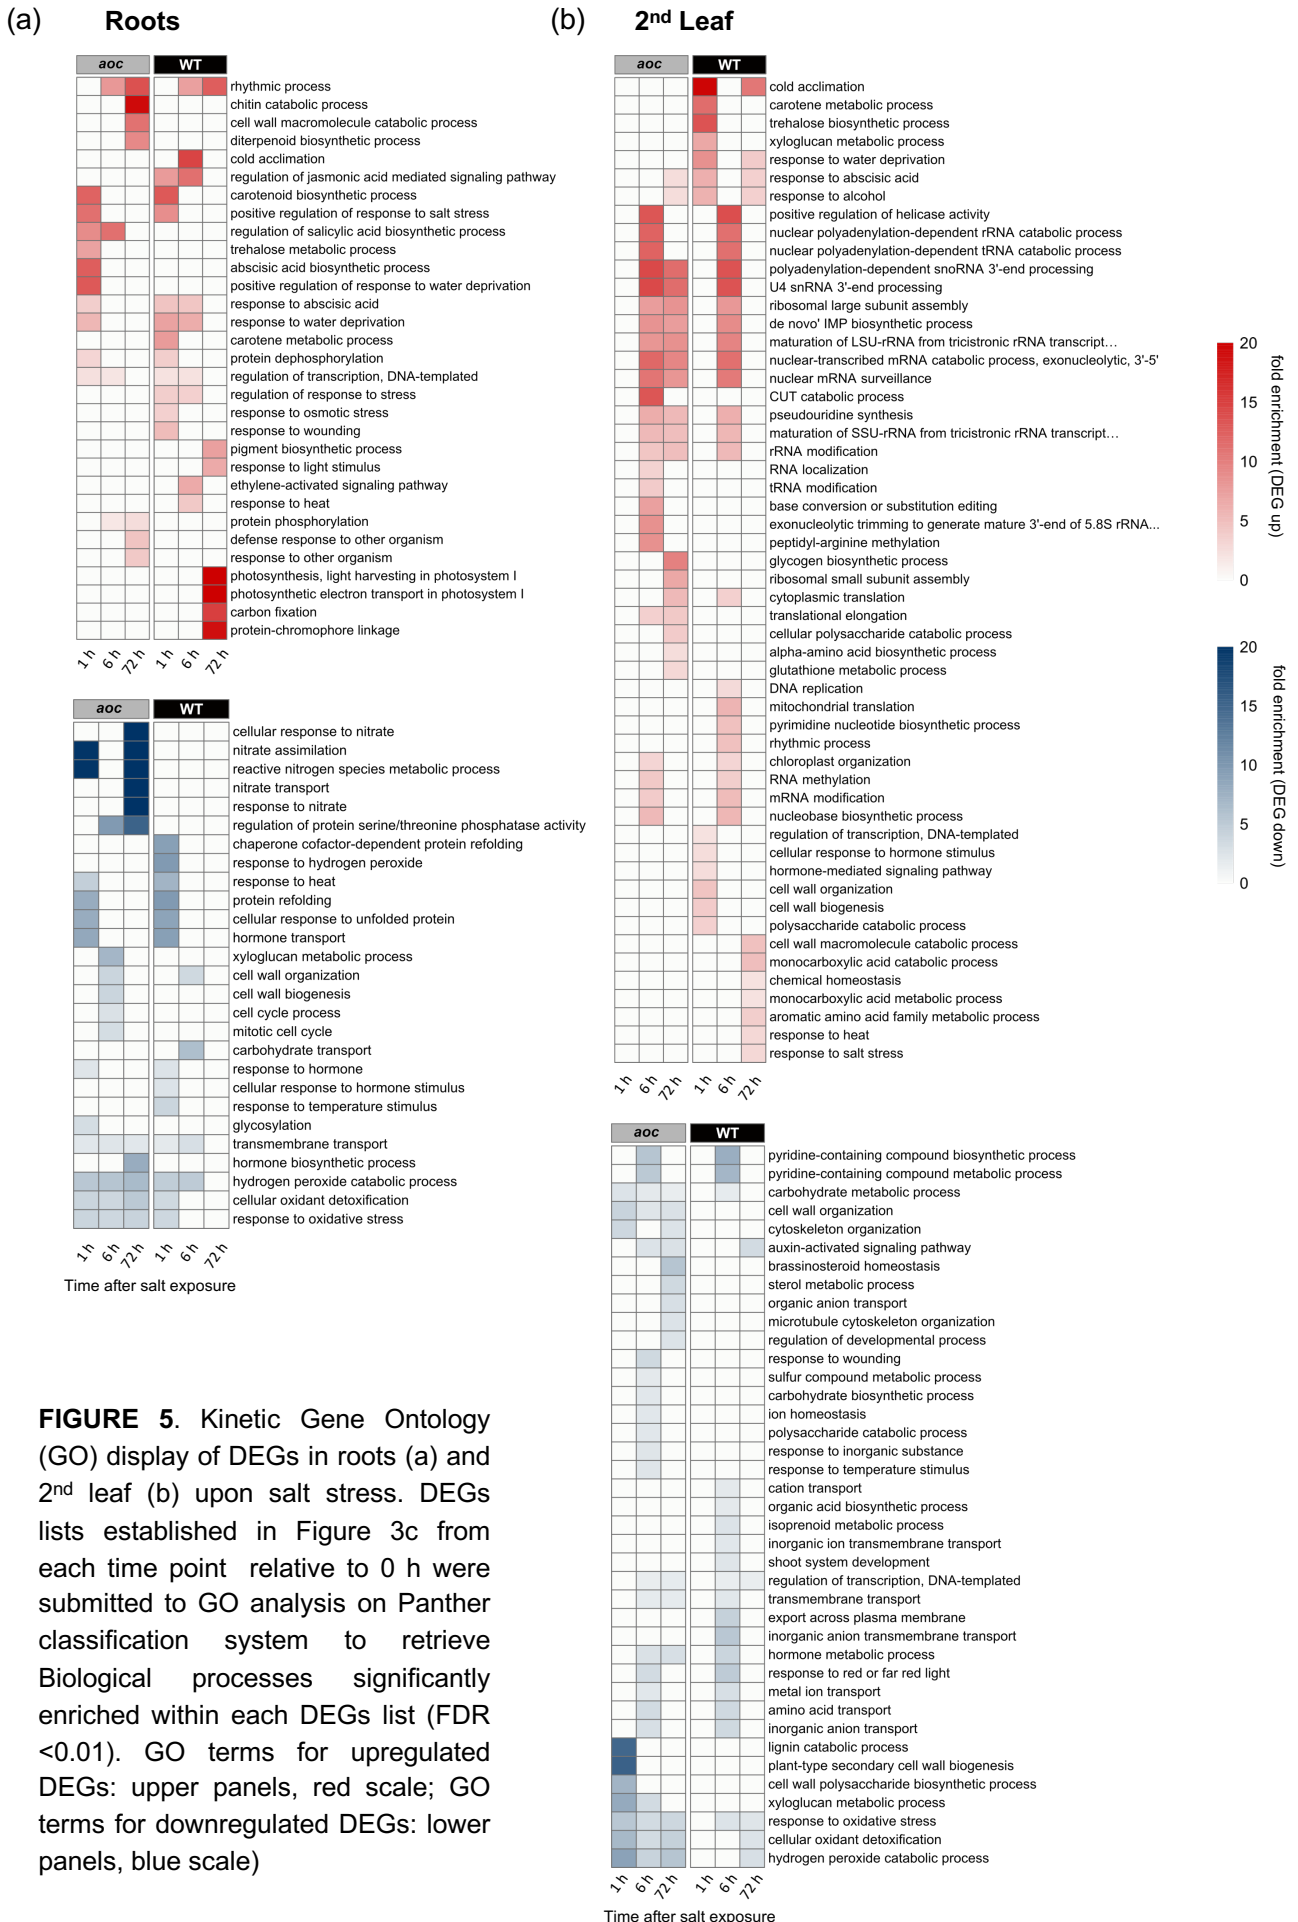 (a)
Roots
aoc
WT
rhythmic process
chitin catabolic process
cell wall macromolecule catabolic process
diterpenoid biosynthetic process
cold acclimation
regulation of jasmonic acid mediated signaling pathway
carotenoid biosynthetic process
positive regulation of response to salt stress
regulation of salicylic acid biosynthetic process
trehalose metabolic process
abscisic acid biosynthetic process
positive regulation of response to water deprivation
response to abscisic acid
response to water deprivation
carotene metabolic process
protein dephosphorylation
regulation of transcription, DNA-templated
regulation of response to stress
response to osmotic stress
response to wounding
pigment biosynthetic process
response to light stimulus
ethylene-activated signaling pathway
response to heat
protein phosphorylation
defense response to other organism
response to other organism
photosynthesis, light harvesting in photosystem I
photosynthetic electron transport in photosystem I
carbon fixation
protein-chromophore linkage
1 h 6 h 72 h 1 h 6 h 72 h
aoc
WT
cellular response to nitrate
nitrate assimilation
reactive nitrogen species metabolic process
nitrate transport
response to nitrate
regulation of protein serine/threonine phosphatase activity
chaperone cofactor-dependent protein refolding
response to hydrogen peroxide
response to heat
protein refolding
cellular response to unfolded protein
hormone transport
xyloglucan metabolic process
cell wall organization
cell wall biogenesis
cell cycle process
mitotic cell cycle
carbohydrate transport
response to hormone
cellular response to hormone stimulus
response to temperature stimulus
glycosylation
transmembrane transport
hormone biosynthetic process
hydrogen peroxide catabolic process
cellular oxidant detoxification
response to oxidative stress
1 h 6 h 72 h 1 h 6 h 72 h
Time after salt exposure
(b)
2nd Leaf
aoc
WT
cold acclimation
carotene metabolic process
trehalose biosynthetic process
xyloglucan metabolic process
response to water deprivation
response to abscisic acid
response to alcohol
positive regulation of helicase activity
nuclear polyadenylation-dependent rRNA catabolic process
nuclear polyadenylation-dependent tRNA catabolic process
polyadenylation-dependent snoRNA 3'-end processing
U4 snRNA 3'-end processing
ribosomal large subunit assembly
de novo' IMP biosynthetic process
maturation of LSU-rRNA from tricistronic rRNA transcript…
nuclear-transcribed mRNA catabolic process, exonucleolytic, 3'-5'
nuclear mRNA surveillance
CUT catabolic process
pseudouridine synthesis
maturation of SSU-rRNA from tricistronic rRNA transcript…
rRNA modification
RNA localization
tRNA modification
base conversion or substitution editing
exonucleolytic trimming to generate mature 3'-end of 5.8S rRNA...
peptidyl-arginine methylation
glycogen biosynthetic process
ribosomal small subunit assembly
cytoplasmic translation
translational elongation
cellular polysaccharide catabolic process
alpha-amino acid biosynthetic process
glutathione metabolic process
DNA replication
mitochondrial translation
pyrimidine nucleotide biosynthetic process
rhythmic process
chloroplast organization
RNA methylation
mRNA modification
nucleobase biosynthetic process
regulation of transcription, DNA-templated
cellular response to hormone stimulus
hormone-mediated signaling pathway
cell wall organization
cell wall biogenesis
polysaccharide catabolic process
cell wall macromolecule catabolic process
monocarboxylic acid catabolic process
chemical homeostasis
monocarboxylic acid metabolic process
aromatic amino acid family metabolic process
response to heat
response to salt stress
1 h 6 h 72 h 1 h 6 h 72 h
aoc
WT
pyridine-containing compound biosynthetic process
pyridine-containing compound metabolic process
carbohydrate metabolic process
cell wall organization
cytoskeleton organization
auxin-activated signaling pathway
brassinosteroid homeostasis
sterol metabolic process
organic anion transport
microtubule cytoskeleton organization
regulation of developmental process
response to wounding
sulfur compound metabolic process
carbohydrate biosynthetic process
ion homeostasis
polysaccharide catabolic process
response to inorganic substance
response to temperature stimulus
cation transport
organic acid biosynthetic process
isoprenoid metabolic process
inorganic ion transmembrane transport
shoot system development
regulation of transcription, DNA-templated
transmembrane transport
export across plasma membrane
inorganic anion transmembrane transport
hormone metabolic process
response to red or far red light
metal ion transport
amino acid transport
inorganic anion transport
lignin catabolic process
plant-type secondary cell wall biogenesis
cell wall polysaccharide biosynthetic process
xyloglucan metabolic process
response to oxidative stress
cellular oxidant detoxification
hydrogen peroxide catabolic process
1 h 6 h 72 h 1 h 6 h 72 h
Time after salt exposure
20
15
10
5
0
fold enrichment (DEG up)
20
15
10
5
0
fold enrichment (DEG down)
FIGURE 5. Kinetic Gene Ontology
(GO) display of DEGs in roots (a) and
2nd leaf (b) upon salt stress. DEGs
lists established in Figure 3c from
each time point relative to 0 h were
submitted to GO analysis on Panther
classification system to retrieve
Biological processes significantly
enriched within each DEGs list (FDR
<0.01). GO terms for upregulated
DEGs: upper panels, red scale; GO
terms for downregulated DEGs: lower
panels, blue scale)